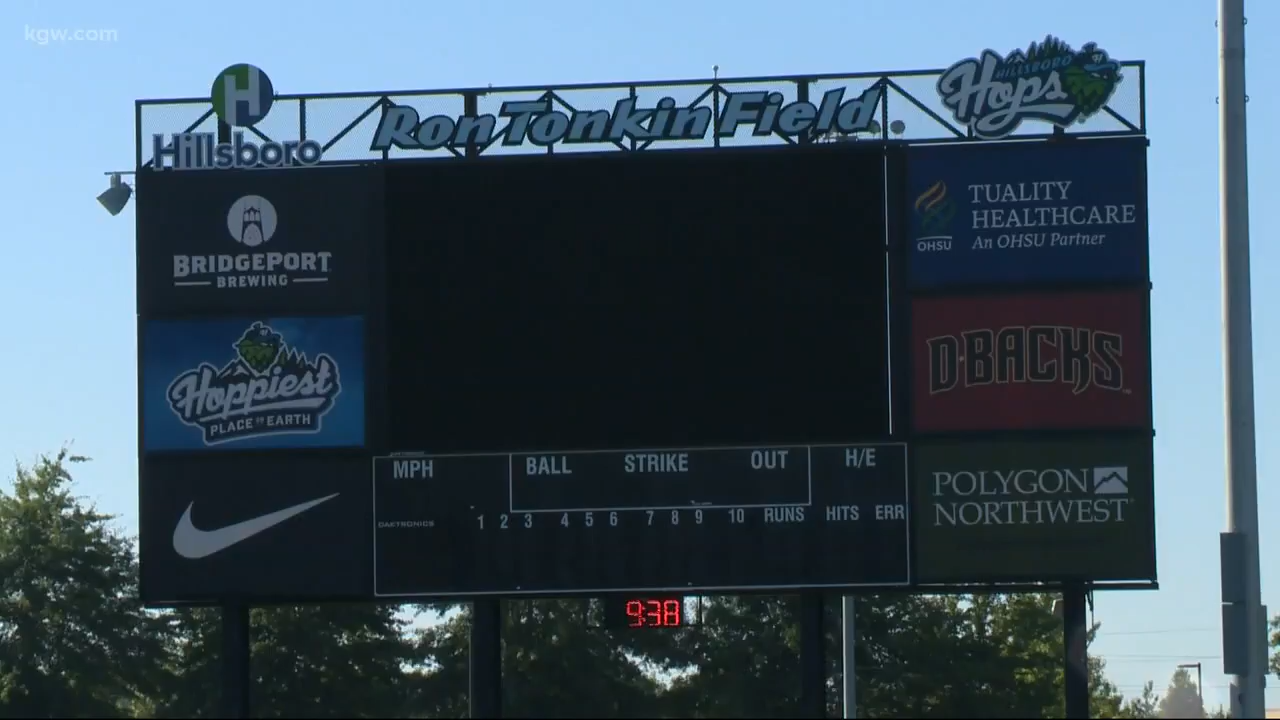 kgw.com
H
Hillsboro
Ron Tonkin Field
HILLSBORO
Hops
BRIDGEPORT
BREWING
TUALITY
HEALTHCARE
An OHSU Partner
OHSU
Hoppiest
PLACE ON EARTH
D·BACKS
POLYGON
NORTHWEST
MPH BALL STRIKE OUT H/E
DAKTRONICS 1 2 3 4 5 6 7 8 9 10 RUNS HITS ERR
9:38